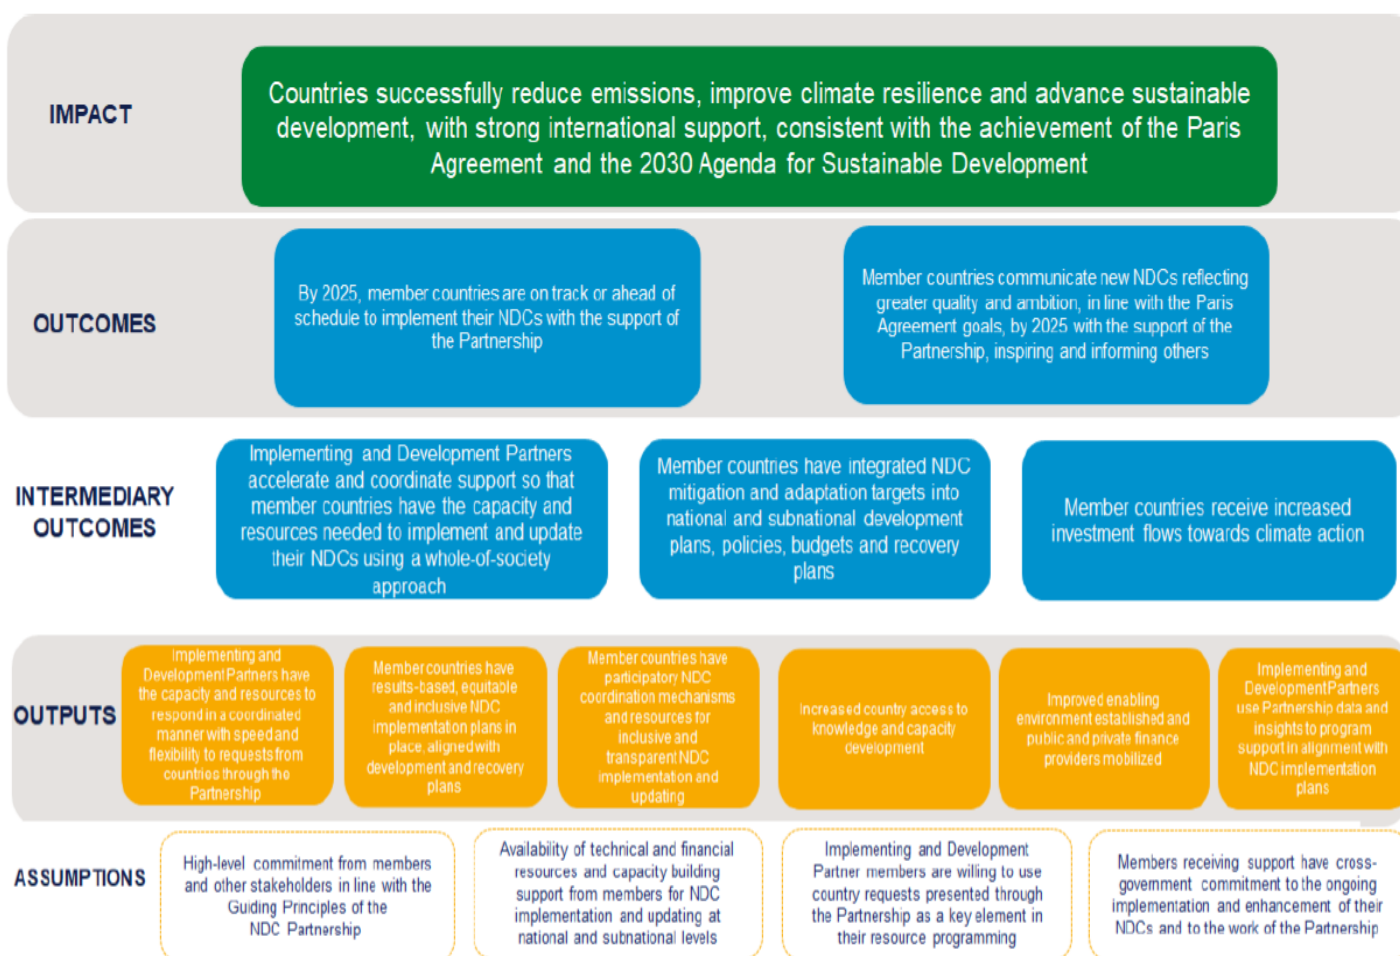 IMPACT
Countries successfully reduce emissions, improve climate resilience and advance sustainable
development, with strong international support, consistent with the achievement of the Paris
Agreement and the 2030 Agenda for Sustainable Development
OUTCOMES
By 2025, member countries are on track or ahead of
schedule to implement their NDCs with the support of
the Partnership
Member countries communicate new NDCs reflecting
greater quality and ambition, in line with the Paris
Agreement goals, by 2025 with the support of the
Partnership, inspiring and informing others
INTERMEDIARY
OUTCOMES
Implementing and Development Partners
accelerate and coordinate support so that
member countries have the capacity and
resources needed to implement and update
their NDCs using a whole-of-society
approach
Member countries have integrated NDC
mitigation and adaptation targets into
national and subnational development
plans, policies, budgets and recovery
plans
Member countries receive increased
investment flows towards climate action
OUTPUTS
Implementing and
Development Partners have
the capacity and resources to
respond in a coordinated
manner with speed and
flexibility to requests from
countries through the
Partnership
Member countries have
results-based, equitable
and inclusive NDC
implementation plans in
place, aligned with
development and recovery
plans
Member countries have
participatory NDC
coordination mechanisms
and resources for
inclusive and
transparent NDC
implementation and
updating
Increased country access to
knowledge and capacity
development
Improved enabling
environment established and
public and private finance
providers mobilized
Implementing and
Development Partners
use Partnership data and
insights to program
support in alignment with
NDC implementation
plans
ASSUMPTIONS
High-level commitment from members
and other stakeholders in line with the
Guiding Principles of the
NDC Partnership
Availability of technical and financial
resources and capacity building
support from members for NDC
implementation and updating at
national and subnational levels
Implementing and Development
Partner members are willing to use
country requests presented through
the Partnership as a key element in
their resource programming
Members receiving support have cross-
government commitment to the ongoing
implementation and enhancement of their
NDCs and to the work of the Partnership